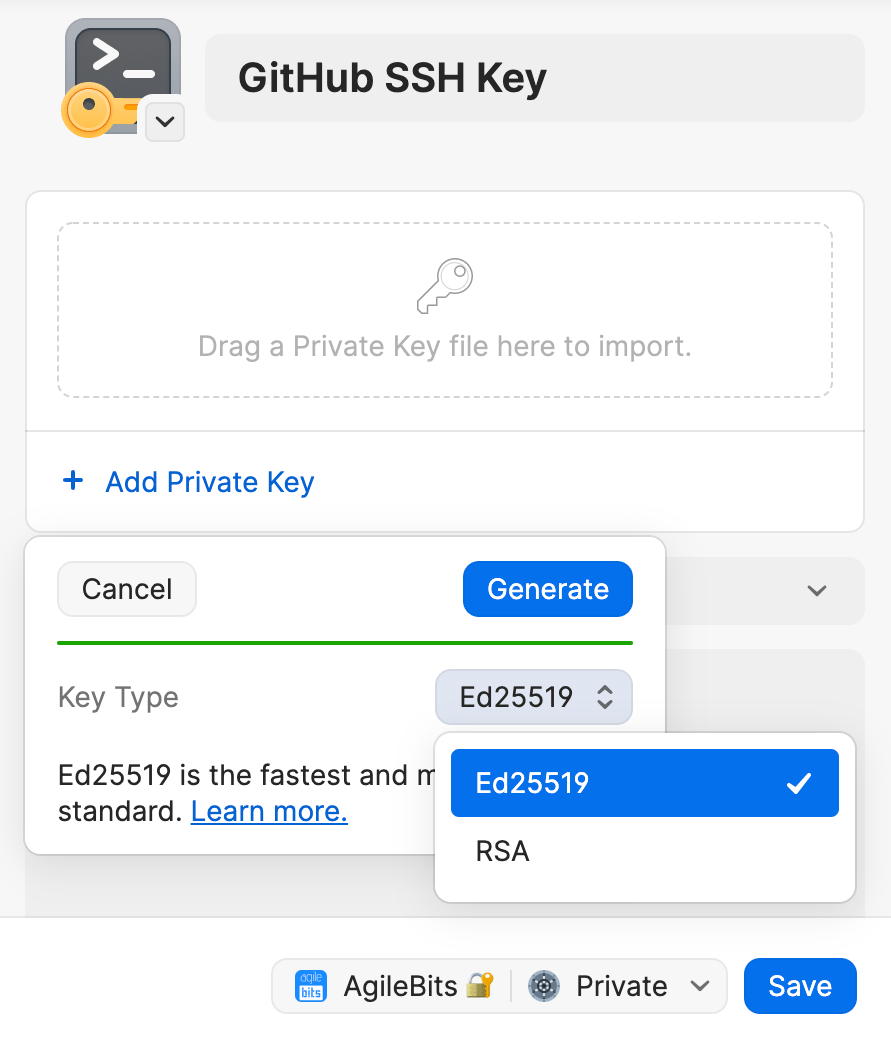 GitHub SSH Key
Drag a Private Key file here to import.
+ Add Private Key
Cancel
Generate
Key Type
Ed25519
Ed25519 is the fastest and
standard. Learn more.
Ed25519
RSA
agile
bits
AgileBits
Private
Save